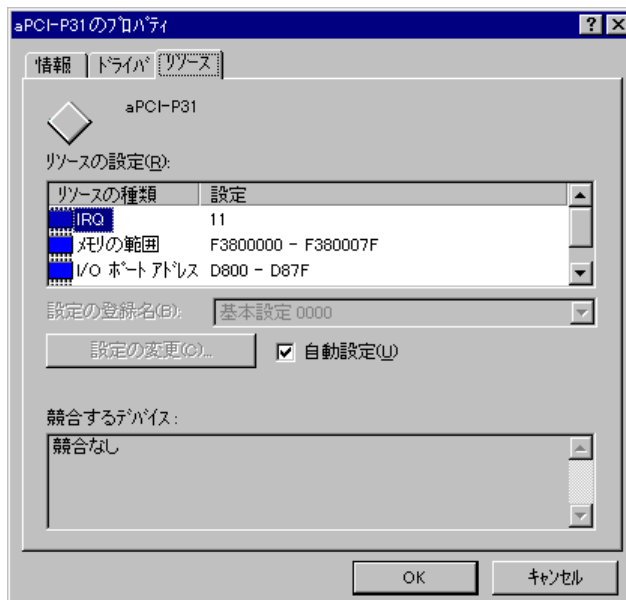 aPCI-P31のﾌﾟﾛﾊﾟﾃｨ
情報 ﾄﾞﾗｲﾊﾞ ﾘｿｰｽ
aPCI-P31
ﾘｿｰｽの設定(R):
ﾘｿｰｽの種類 設定
IRQ 11
ﾒﾓﾘの範囲 F3800000 - F380007F
I/O ﾎﾟｰﾄ ｱﾄﾞﾚｽ D800 - D87F
設定の登録名(B): 基本設定 0000
設定の変更(C)... 自動設定(U)
競合するﾃﾞﾊﾞｲｽ:
競合なし
OK ｷｬﾝｾﾙ